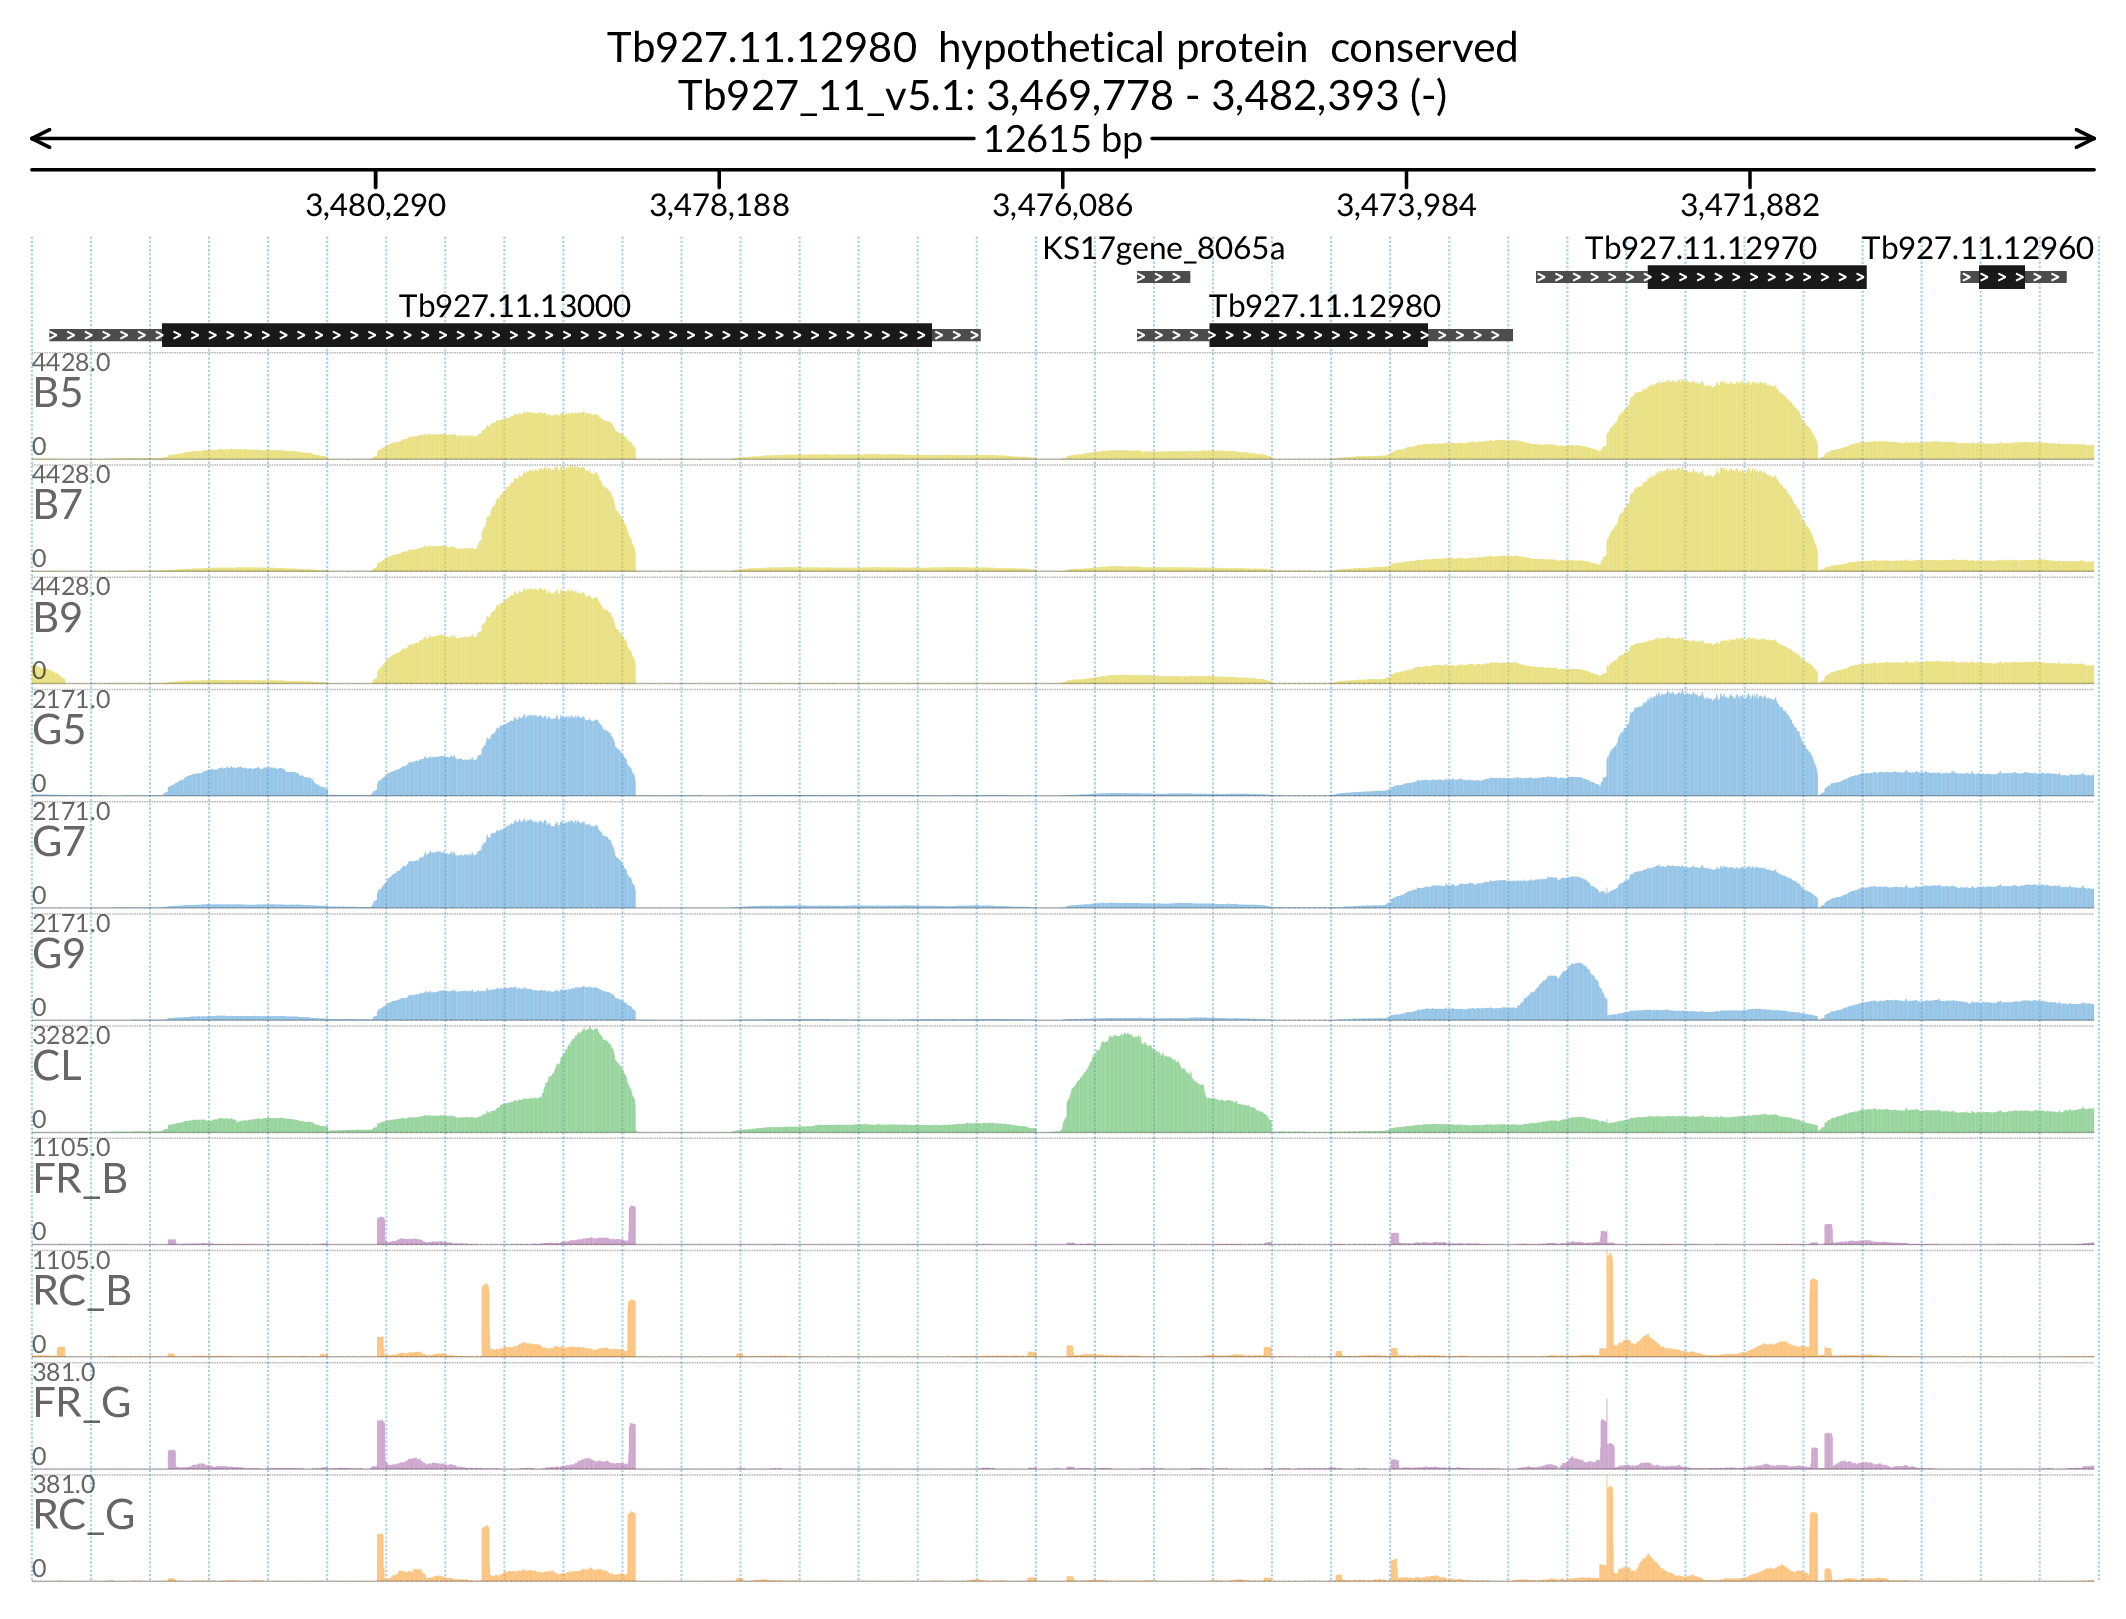 Tb927.11.12980  hypothetical protein  conserved
Tb927_11_v5.1: 3,469,778 - 3,482,393 (-)
12615 bp
3,480,290 3,478,188 3,476,086 3,473,984 3,471,882
KS17gene_8065a Tb927.11.12970 Tb927.11.12960
Tb927.11.13000 Tb927.11.12980
4428.0
B5
0
4428.0
B7
0
4428.0
B9
0
2171.0
G5
0
2171.0
G7
0
2171.0
G9
0
3282.0
CL
0
1105.0
FR_B
0
1105.0
RC_B
0
381.0
FR_G
0
381.0
RC_G
0